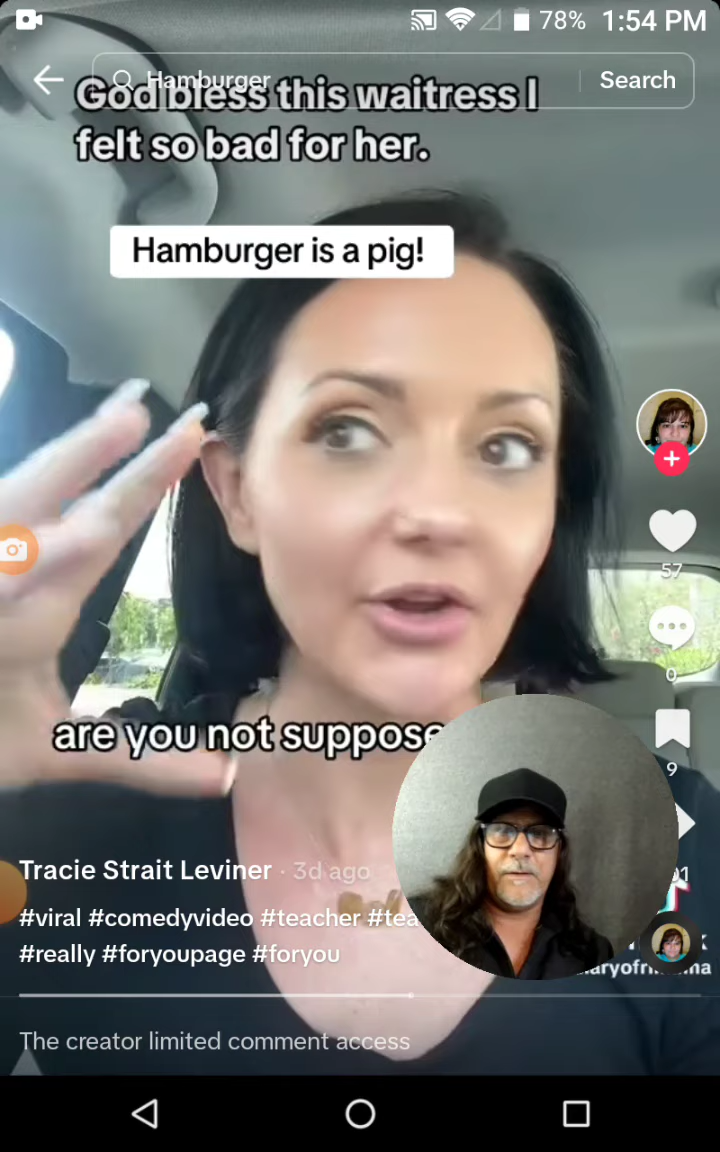 78% 1:54 PM
Hamburger
Search
God bless this waitress I
felt so bad for her.
Hamburger is a pig!
are you not suppose
57
0
9
Tracie Strait Leviner · 3d ago
#viral #comedyvideo #teacher #tea
#really #foryoupage #foryou
The creator limited comment access